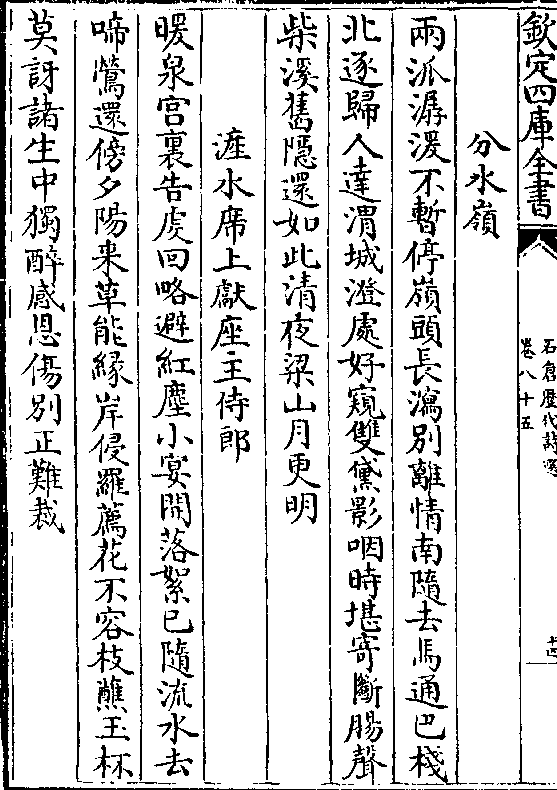 欽定四庫全書
石倉歷代詩選
卷八十五
十四
分水嶺
兩派潺湲不暫停嶺頭長瀉別離情南隨去馬通巴棧
北逐歸人達渭城澄處好窺雙黛影咽時堪寄斷腸聲
柴溪舊隱還如此清夜梁山月更明
滻水席上獻座主侍郎
暖泉宮裏告虔回略避紅塵小宴開落絮已隨流水去
啼鶯還傍夕陽来草能緣岸侵羅薦花不容枝蘸玉杯
莫訝諸生中獨醉感恩傷別正難裁